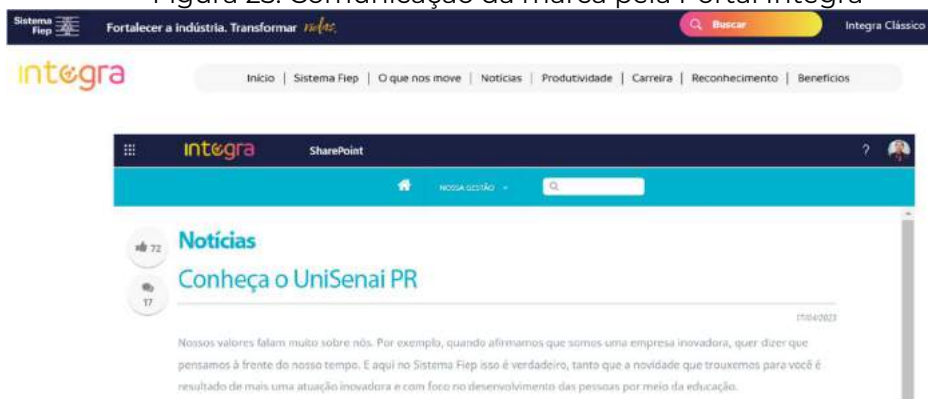 Figura 23. Comunicação da marca pela Portal Integra
Sistema Fiep Fortalecer a indústria. Transformar vidas. Buscar Integra Clássico
integra Início | Sistema Fiep | O que nos move | Notícias | Produtividade | Carreira | Reconhecimento | Benefícios
integra SharePoint ?
NOSSA GESTÃO
72 Notícias
Conheça o UniSenai PR
17
17/04/2023
Nossos valores falam muito sobre nós. Por exemplo, quando afirmamos que somos uma empresa inovadora, quer dizer que
pensamos à frente do nosso tempo. E aqui no Sistema Fiep isso é verdadeiro, tanto que a novidade que trouxemos para você é
resultado de mais uma atuação inovadora e com foco no desenvolvimento das pessoas por meio da educação.